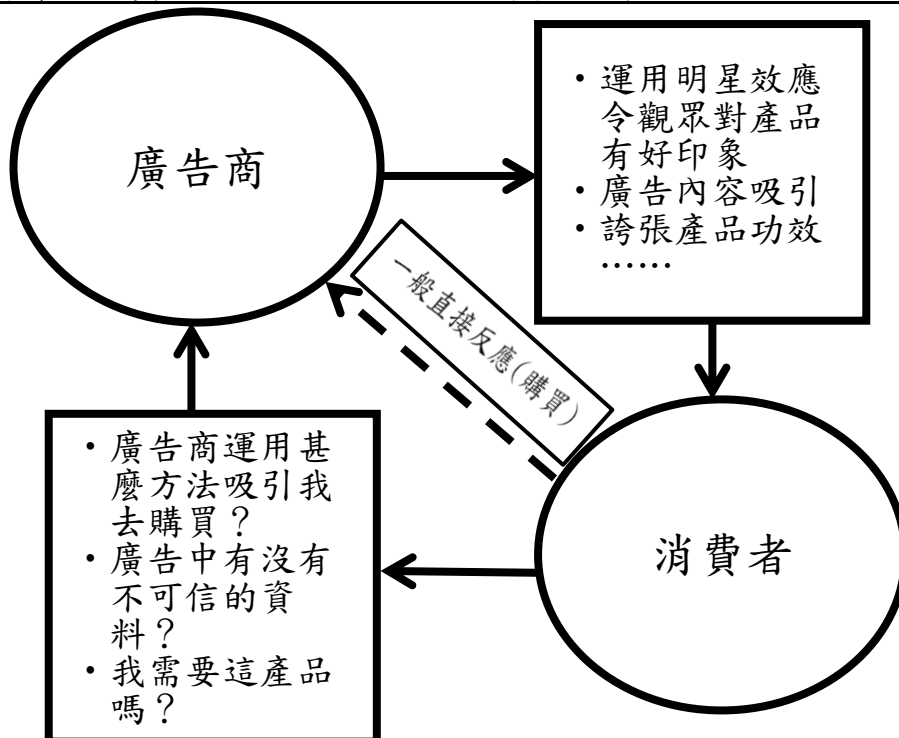 廣告商
・運用明星效應
令觀眾對產品
有好印象
・廣告內容吸引
・誇張產品功效
……
一般直接反應(購買)
・廣告商運用甚
麼方法吸引我
去購買？
・廣告中有沒有
不可信的資
料？
・我需要這產品
嗎？
消費者